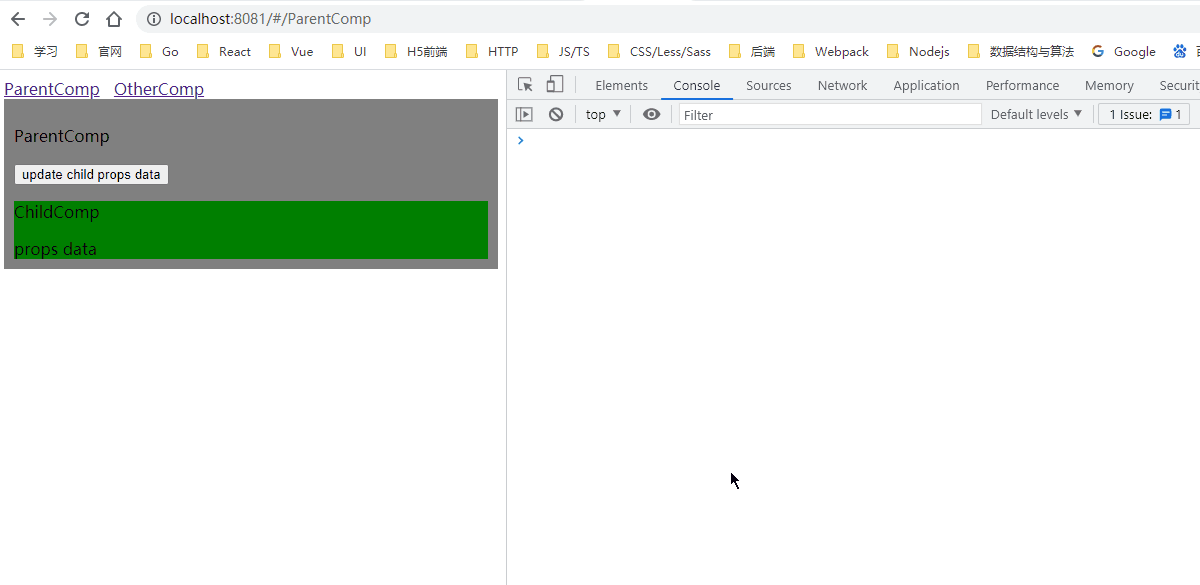 localhost:8081/#/ParentComp
学习 官网 Go React Vue UI H5前端 HTTP JS/TS CSS/Less/Sass 后端 Webpack Nodejs 数据结构与算法 Google
ParentComp OtherComp
ParentComp
update child props data
ChildComp
props data
Elements Console Sources Network Application Performance Memory Securit
top Filter Default levels 1 Issue: 1